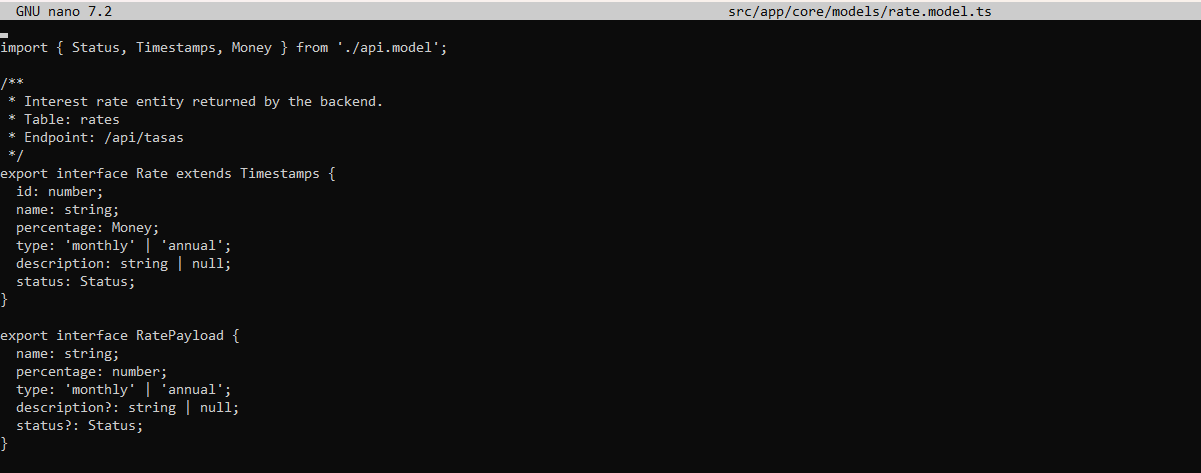 GNU nano 7.2 src/app/core/models/rate.model.ts
import { Status, Timestamps, Money } from './api.model';
/**
 * Interest rate entity returned by the backend.
 * Table: rates
 * Endpoint: /api/tasas
 */
export interface Rate extends Timestamps {
  id: number;
  name: string;
  percentage: Money;
  type: 'monthly' | 'annual';
  description: string | null;
  status: Status;
}
export interface RatePayload {
  name: string;
  percentage: number;
  type: 'monthly' | 'annual';
  description?: string | null;
  status?: Status;
}